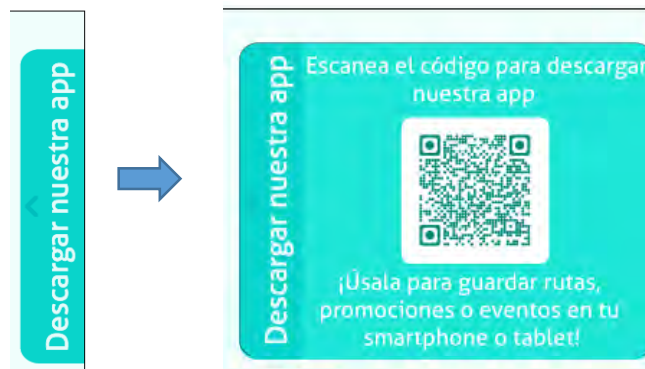 Descargar nuestra app
Descargar nuestra app
Escanea el código para descargar
nuestra app
¡Úsala para guardar rutas,
promociones o eventos en tu
smartphone o tablet!